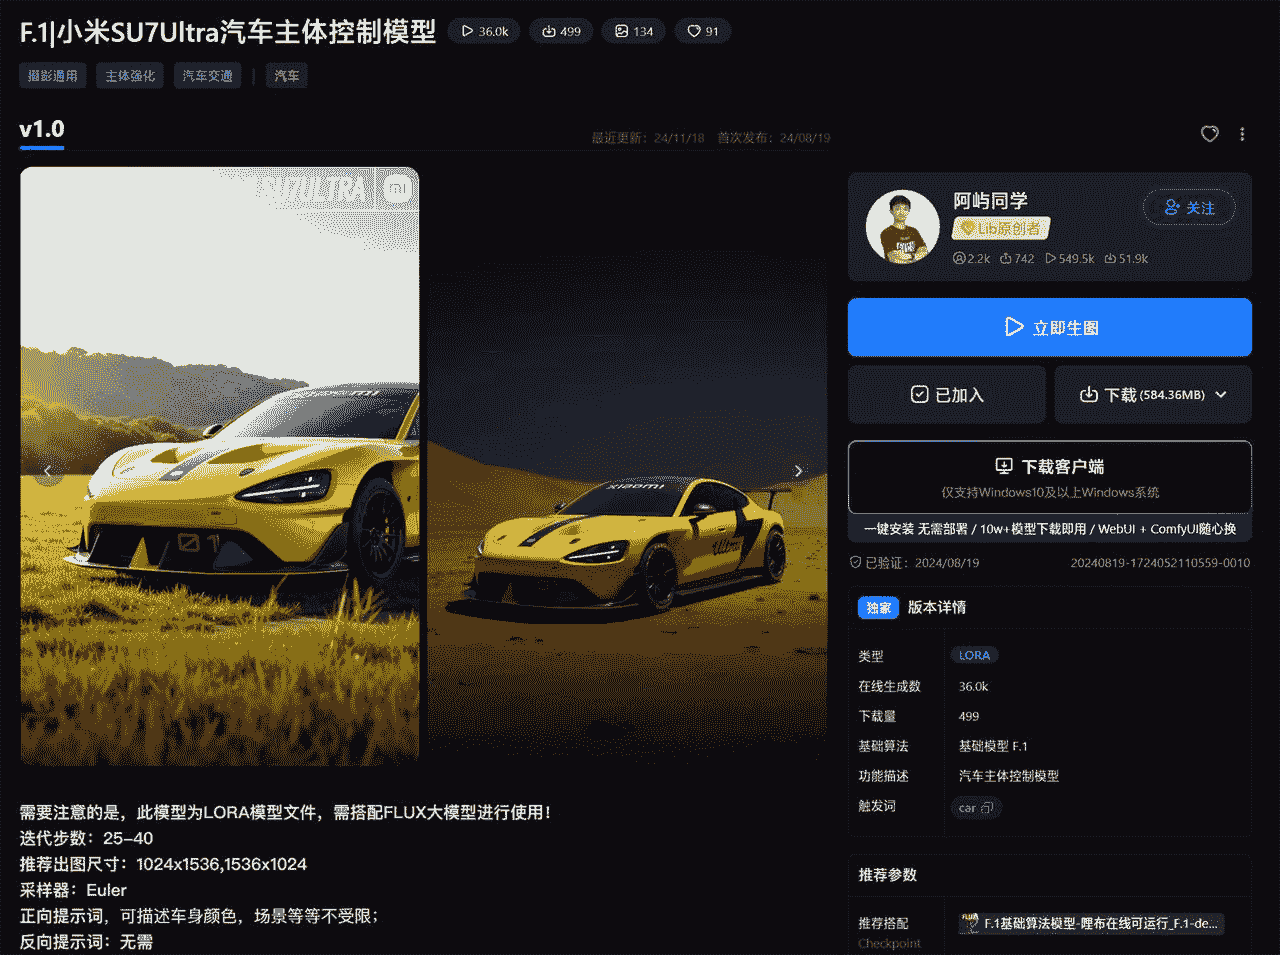 F.1|小米SU7Ultra汽车主体控制模型 36.0k 499 134 91
摄影通用 主体强化 汽车交通 | 汽车
v1.0
最近更新：24/11/18 首次发布：24/08/19
SU7ULTRA
xiaomi
01
xiaomi
Ultra
阿屿同学
关注
Lib原创者
2.2k 742 549.5k 51.9k
立即生图
已加入
下载(584.36MB)
下载客户端
仅支持Windows10及以上Windows系统
一键安装 无需部署 / 10w+模型下载即用 / WebUI + ComfyUI随心换
已验证：2024/08/19 20240819-1724052110559-0010
独家 版本详情
类型 LORA
在线生成数 36.0k
下载量 499
基础算法 基础模型 F.1
功能描述 汽车主体控制模型
触发词 car
推荐参数
推荐搭配 F.1基础算法模型-哩布在线可运行_F.1-de...
Checkpoint
需要注意的是，此模型为LORA模型文件，需搭配FLUX大模型进行使用！
迭代步数：25-40
推荐出图尺寸：1024x1536,1536x1024
采样器：Euler
正向提示词，可描述车身颜色，场景等等不受限；
反向提示词：无需